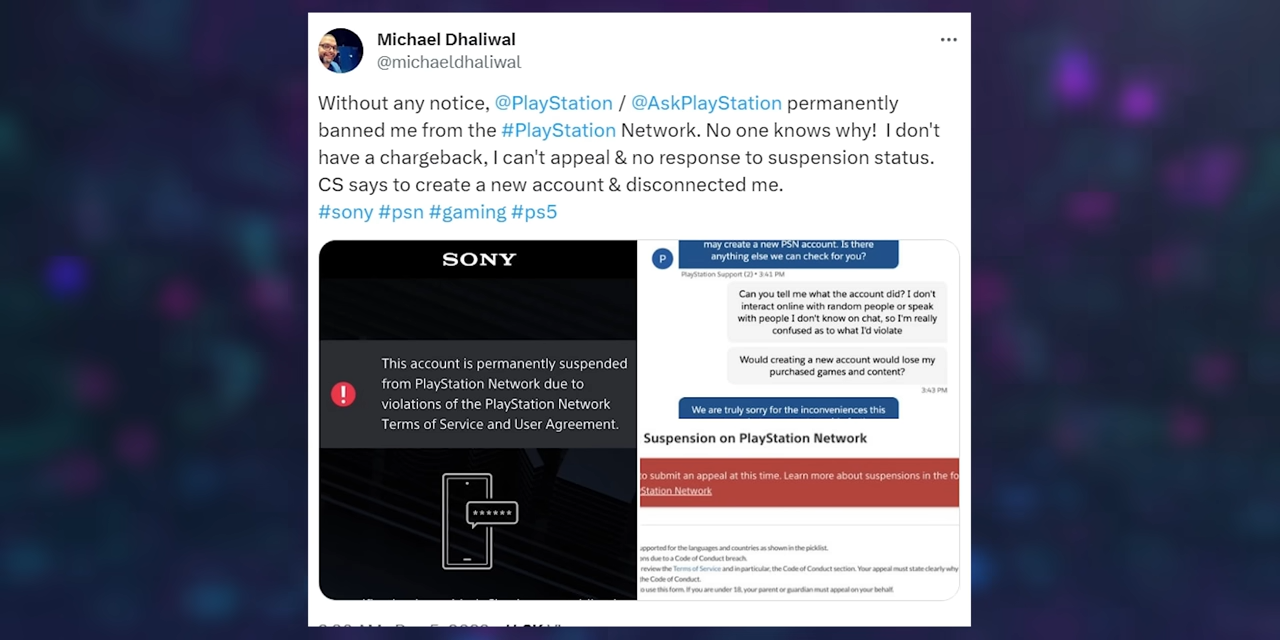 Michael Dhaliwal
@michaeldhaliwal
Without any notice, @PlayStation / @AskPlayStation permanently
banned me from the #PlayStation Network. No one knows why! I don't
have a chargeback, I can't appeal & no response to suspension status.
CS says to create a new account & disconnected me.
#sony #psn #gaming #ps5
SONY
This account is permanently suspended
from PlayStation Network due to
violations of the PlayStation Network
Terms of Service and User Agreement.
******
may create a new PSN account. Is there
anything else we can check for you?
P
PlayStation Support (2) • 3:41 PM
Can you tell me what the account did? I don't
interact online with random people or speak
with people I don't know on chat, so I'm really
confused as to what I'd violate
Would creating a new account would lose my
purchased games and content?
3:43 PM
We are truly sorry for the inconveniences this
Suspension on PlayStation Network
to submit an appeal at this time. Learn more about suspensions in the fo
Station Network
upported for the languages and countries as shown in the picklist.
ons due to a Code of Conduct breach.
review the Terms of Service and in particular, the Code of Conduct section. Your appeal must state clearly why
the Code of Conduct.
o use this form. If you are under 18, your parent or guardian must appeal on your behalf.